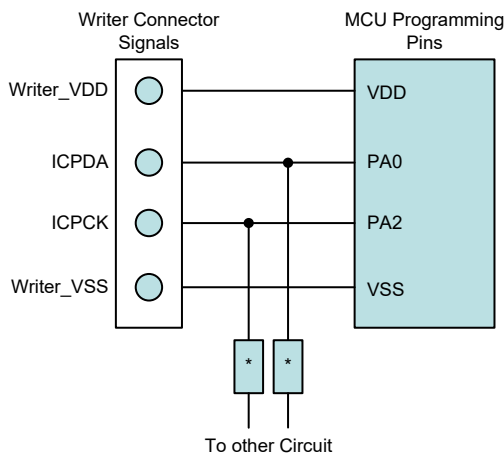 Writer Connector
Signals
MCU Programming
Pins
Writer_VDD
VDD
ICPDA
PA0
ICPCK
PA2
Writer_VSS
VSS
*
*
To other Circuit